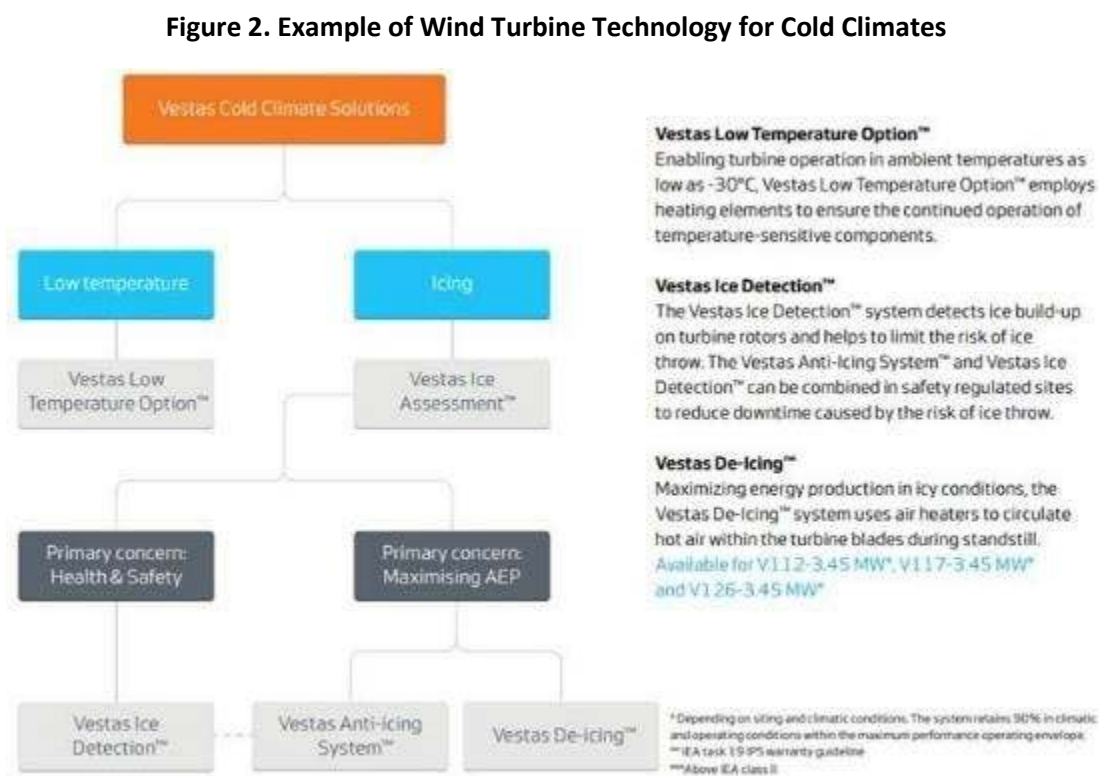 Figure 2. Example of Wind Turbine Technology for Cold Climates
Vestas Cold Climate Solutions
Low temperature
Icing
Vestas Low
Temperature Option™
Vestas Ice
Assessment™
Primary concern:
Health & Safety
Primary concern:
Maximising AEP
Vestas Ice
Detection™
Vestas Anti-Icing
System™
Vestas De-Icing™
Vestas Low Temperature Option™
Enabling turbine operation in ambient temperatures as
low as -30°C, Vestas Low Temperature Option™ employs
heating elements to ensure the continued operation of
temperature-sensitive components.
Vestas Ice Detection™
The Vestas Ice Detection™ system detects ice build-up
on turbine rotors and helps to limit the risk of ice
throw. The Vestas Anti-Icing System™ and Vestas Ice
Detection™ can be combined in safety regulated sites
to reduce downtime caused by the risk of ice throw.
Vestas De-Icing™
Maximizing energy production in icy conditions, the
Vestas De-Icing™ system uses air heaters to circulate
hot air within the turbine blades during standstill.
Available for V112-3.45 MW*, V117-3.45 MW*
and V126-3.45 MW*
* Depending on siting and climatic conditions. The system retains 90% in climatic
and operating conditions within the maximum performance operating envelope.
** IEA task 19 IPS warranty guideline
***Above IEA class II